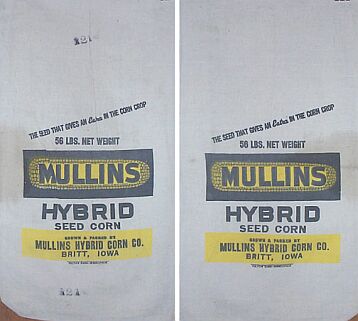 A21
THE SEED THAT GIVES AN Extra IN THE CORN CROP
56 LBS. NET WEIGHT
MULLINS
HYBRID
SEED CORN
GROWN & PACKED BY
MULLINS HYBRID CORN CO.
BRITT, IOWA
A21
THE SEED THAT GIVES AN Extra IN THE CORN CROP
56 LBS. NET WEIGHT
MULLINS
HYBRID
SEED CORN
GROWN & PACKED BY
MULLINS HYBRID CORN CO.
BRITT, IOWA